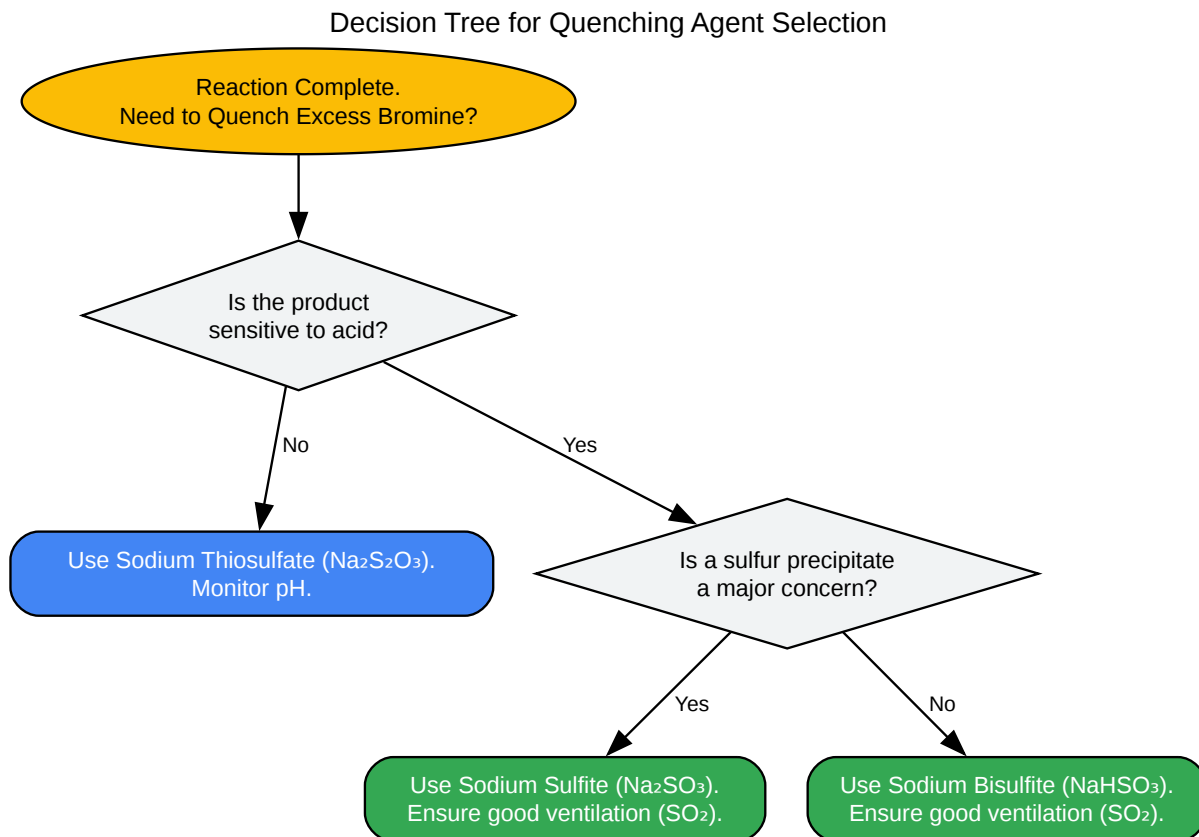 Decision Tree for Quenching Agent Selection
Reaction Complete.
Need to Quench Excess Bromine?
Is the product
sensitive to acid?
No
Yes
Use Sodium Thiosulfate (Na₂S₂O₃).
Monitor pH.
Is a sulfur precipitate
a major concern?
Yes
No
Use Sodium Sulfite (Na₂SO₃).
Ensure good ventilation (SO₂).
Use Sodium Bisulfite (NaHSO₃).
Ensure good ventilation (SO₂).